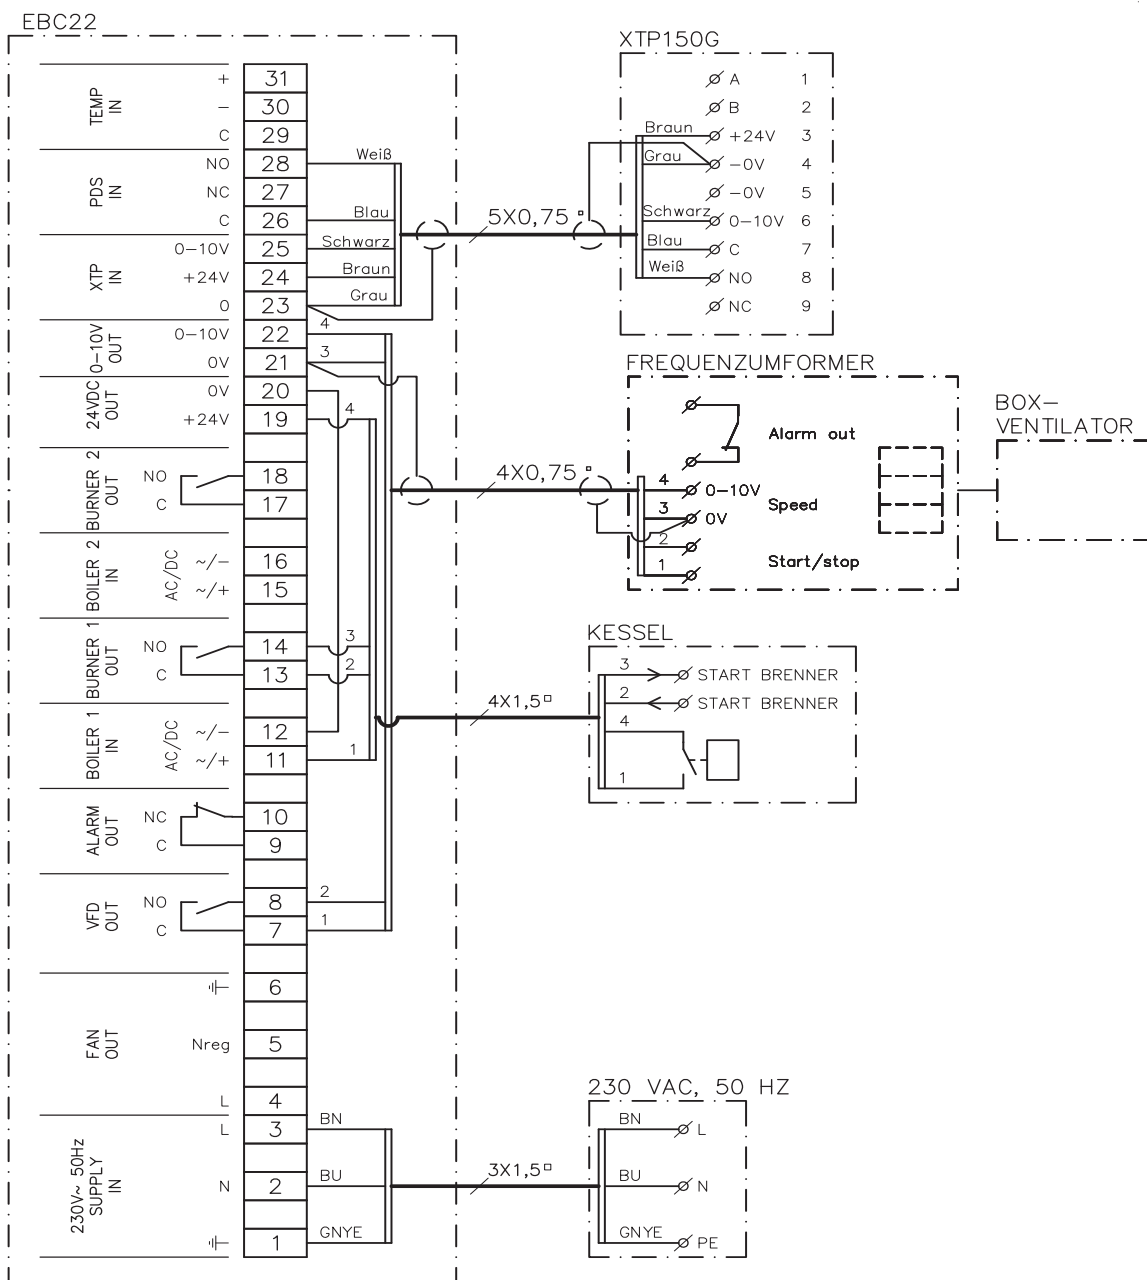 EBC22
TEMP
IN
+ 31
- 30
C 29
PDS
IN
NO 28 Weiß
NC 27
C 26 Blau
XTP
IN
0-10V 25 Schwarz
+24V 24 Braun
0 23 Grau
0-10V
OUT
0-10V 22 4
0V 21 3
24VDC
OUT
0V 20
+24V 19 4
BURNER 2
OUT
NO 18
C 17
BOILER 2
IN
AC/DC
~/- 16
~/+ 15
BURNER 1
OUT
NO 14 3
C 13 2
BOILER 1
IN
AC/DC
~/- 12
~/+ 11 1
ALARM
OUT
NC 10
C 9
VFD
OUT
NO 8 2
C 7 1
FAN
OUT
6
Nreg 5
L 4
230V~ 50Hz
SUPPLY
IN
L 3 BN
N 2 BU
1 GNYE
5X0,75
4X0,75
4X1,5
3X1,5
XTP150G
A 1
B 2
Braun +24V 3
Grau -0V 4
-0V 5
Schwarz 0-10V 6
Blau C 7
Weiß NO 8
NC 9
FREQUENZUMFORMER
Alarm out
4 0-10V
Speed
3 0V
2
Start/stop
1
BOX-
VENTILATOR
KESSEL
3 START BRENNER
2 START BRENNER
4
1
230 VAC, 50 HZ
BN L
BU N
GNYE PE